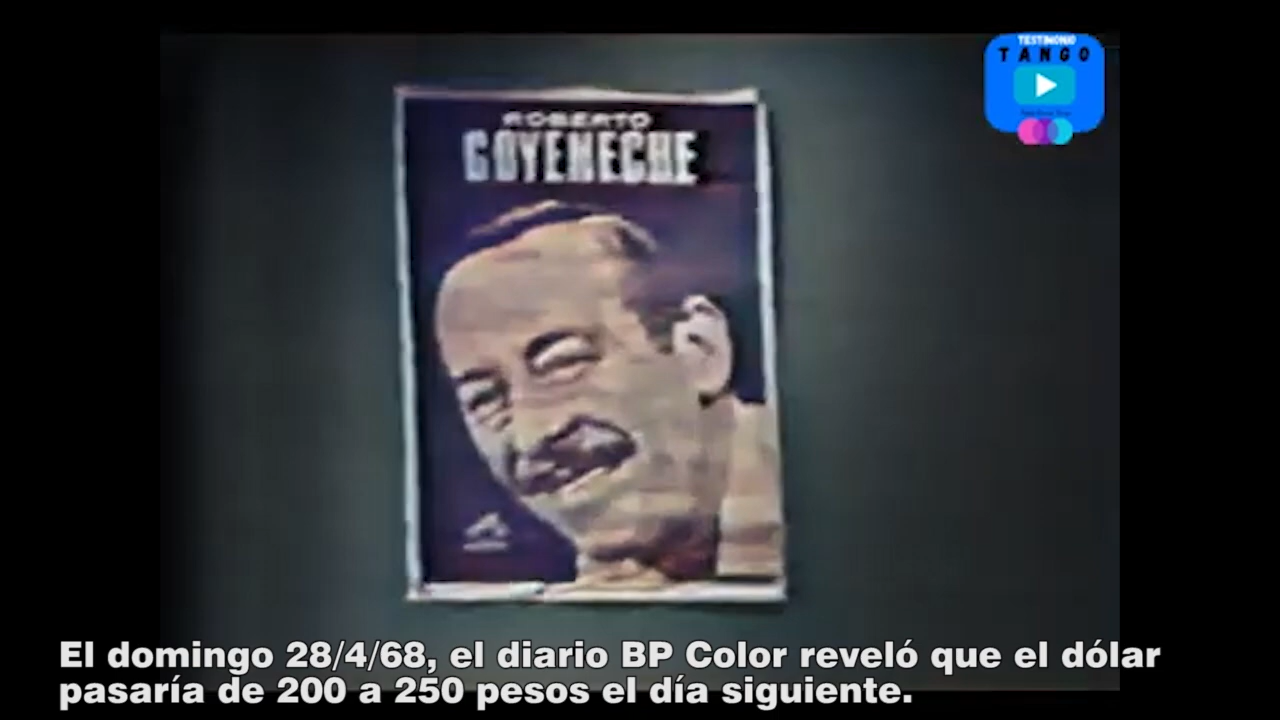 TESTIMONIO
TANGO
ROBERTO
GOYENECHE
El domingo 28/4/68, el diario BP Color reveló que el dólar
pasaría de 200 a 250 pesos el día siguiente.